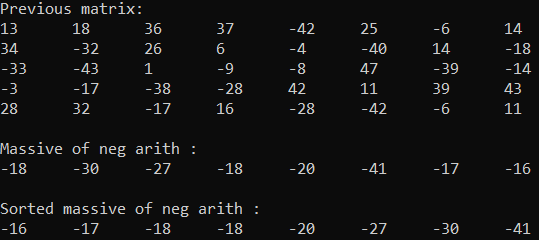 Previous matrix:
13 18 36 37 -42 25 -6 14
34 -32 26 6 -4 -40 14 -18
-33 -43 1 -9 -8 47 -39 -14
-3 -17 -38 -28 42 11 39 43
28 32 -17 16 -28 -42 -6 11
Massive of neg arith :
-18 -30 -27 -18 -20 -41 -17 -16
Sorted massive of neg arith :
-16 -17 -18 -18 -20 -27 -30 -41